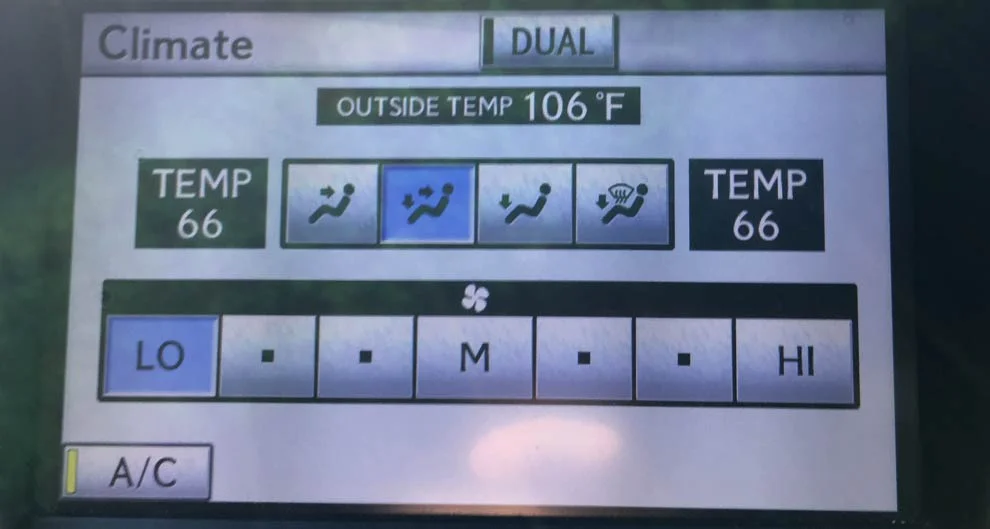 Climate
DUAL
OUTSIDE TEMP 106°F
TEMP
66
TEMP
66
LO
M
HI
A/C